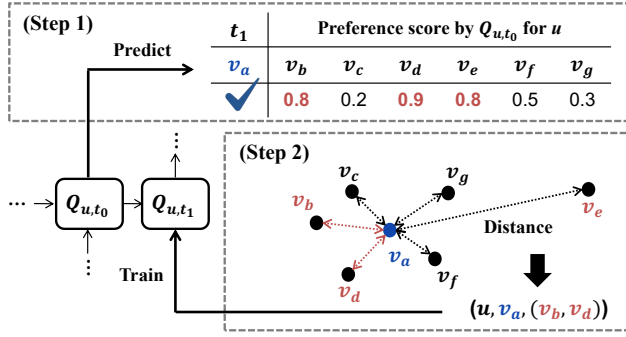 (Step 1)
Predict
t₁ Preference score by Q_{u,t₀} for u
v_a v_b v_c v_d v_e v_f v_g
0.8 0.2 0.9 0.8 0.5 0.3
(Step 2)
v_c v_g
v_b
v_e
Distance
v_a
v_f
v_d
(u, v_a, (v_b, v_d))
... Q_{u,t₀} Q_{u,t₁} ...
...
...
Train